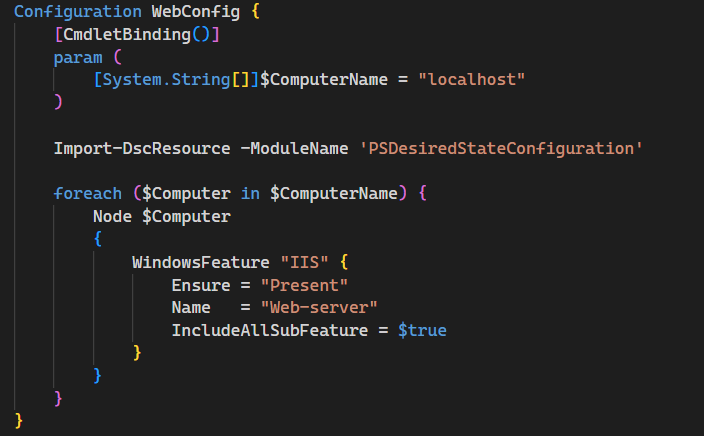 Configuration WebConfig {
    [CmdletBinding()]
    param (
        [System.String[]]$ComputerName = "localhost"
    )

    Import-DscResource -ModuleName 'PSDesiredStateConfiguration'

    foreach ($Computer in $ComputerName) {
        Node $Computer
        {
            WindowsFeature "IIS" {
                Ensure = "Present"
                Name   = "Web-server"
                IncludeAllSubFeature = $true
            }
        }
    }
}